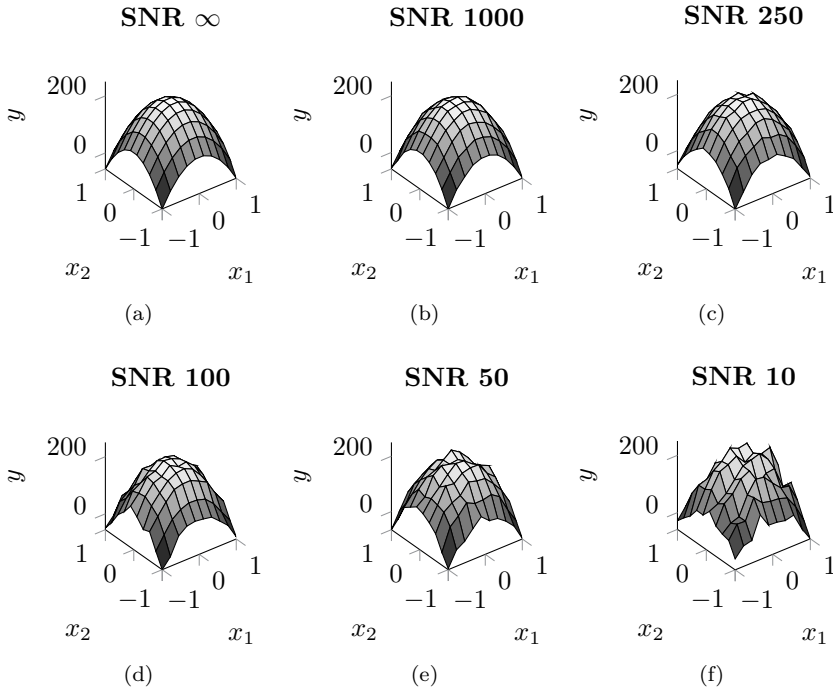 SNR ∞ SNR 1000 SNR 250
200 200 200
y y y
0 0 0
1 1 1 1 1 1
0 0 0 0 0 0
−1 −1 −1 −1 −1 −1
x₂ x₁ x₂ x₁ x₂ x₁
(a) (b) (c)
SNR 100 SNR 50 SNR 10
200 200 200
y y y
0 0 0
1 1 1 1 1 1
0 0 0 0 0 0
−1 −1 −1 −1 −1 −1
x₂ x₁ x₂ x₁ x₂ x₁
(d) (e) (f)